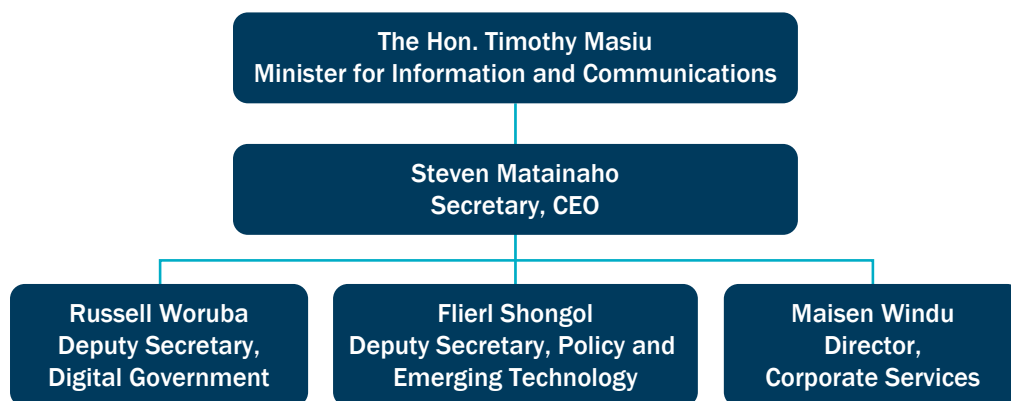 The Hon. Timothy Masiu
Minister for Information and Communications
Steven Matainaho
Secretary, CEO
Russell Woruba
Deputy Secretary,
Digital Government
Flierl Shongol
Deputy Secretary, Policy and
Emerging Technology
Maisen Windu
Director,
Corporate Services